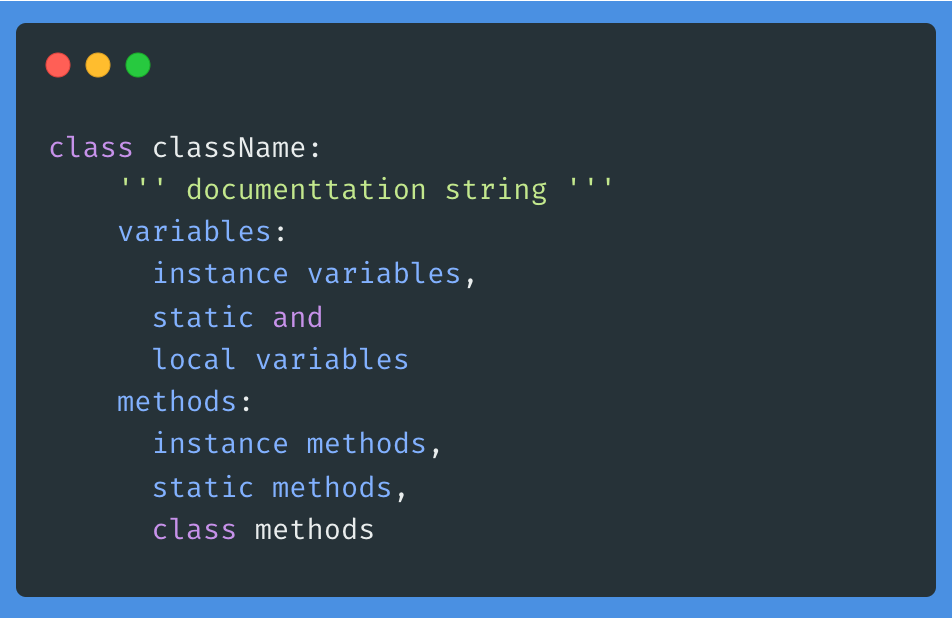 class className:
    ''' documenttation string '''
    variables:
      instance variables,
      static and
      local variables
    methods:
      instance methods,
      static methods,
      class methods